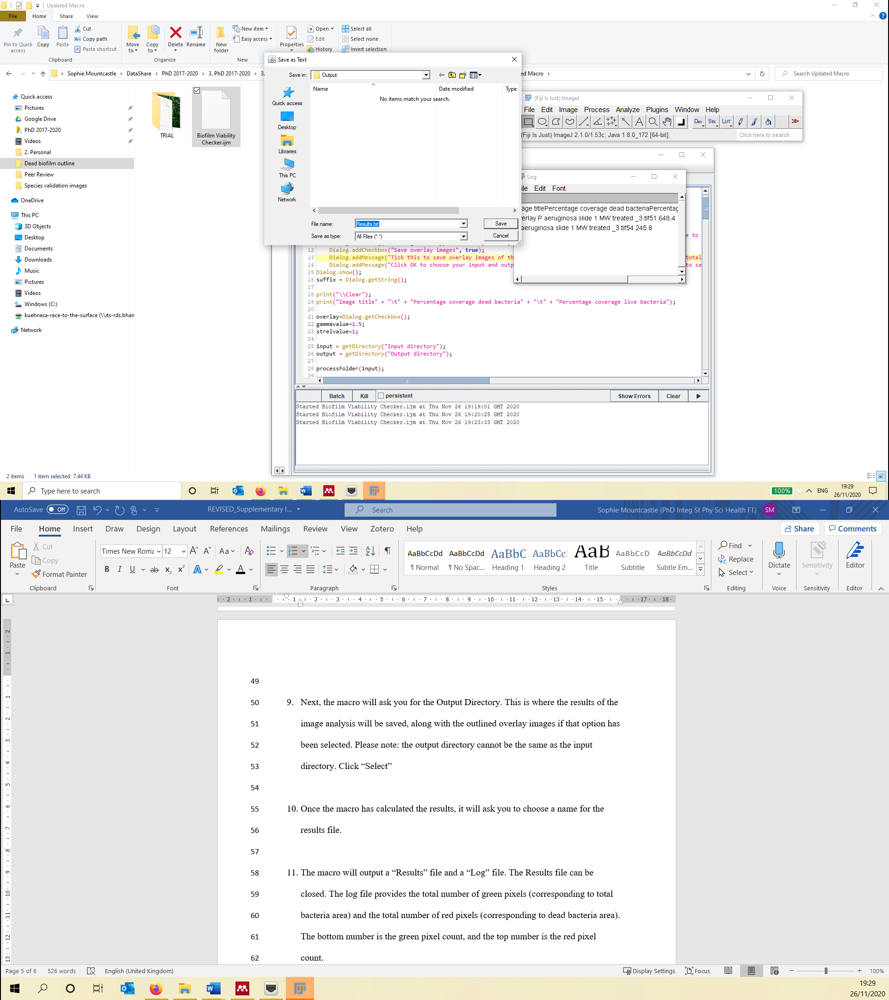 Updated Macro
File Home Share View
Pin to Quick access
Copy
Paste
Cut
Copy path
Paste shortcut
Clipboard
Move to
Copy to
Delete
Rename
Organize
New folder
New item
Easy access
New
Properties
Open
Edit
History
Select all
Select none
Invert selection
Sophie Mountcastle > DataShare > PhD 2017-2020 > 3. PhD 2017-2020 > 3.
ed Macro >
Search Updated Macro
Quick access
Pictures
Google Drive
PhD 2017-2020
Videos
2. Personal
Dead biofilm outline
Peer Review
Species validation images
OneDrive
This PC
3D Objects
Desktop
Documents
Downloads
Music
Pictures
Videos
Windows (C:)
kuehnesa-race-to-the-surface (\\its-rds.bhan
Network
TRIAL
Biofilm Viability
Checker.ijm
Save as Text
Save in: Output
Name Date modified Type
No items match your search.
Quick access
Desktop
Libraries
This PC
Network
File name: Results.txt Save
Save as type: All Files (*.*) Cancel
(Fiji Is Just) ImageJ
File Edit Image Process Analyze Plugins Window Help
Dev Stk LUT
(Fiji Is Just) ImageJ 2.1.0/1.53c; Java 1.8.0_172 [64-bit]; Click here to search
Log
ile Edit Font
age titlePercentage coverage dead bacteriaPercentag
erlay P aeruginosa slide 1 MW treated _3.tif51.648.4
aeruginosa slide 1 MW treated _3.tif54.245.8
e to
12 Dialog.addCheckbox("Save overlay images", true);
13 Dialog.addMessage("Tick this to save overlay images of th total
14 Dialog.addMessage("Click OK to choose your input and outp to sa
15 Dialog.show();
16 suffix = Dialog.getString();
17
18 print("\\Clear");
19 print("Image title" + "\t" + "Percentage coverage dead bacteria" + "\t" + "Percentage coverage live bacteria");
20
21 overlay=Dialog.getCheckbox();
22 gammavalue=1.5;
23 strelvalue=1;
24
25 input = getDirectory("Input directory");
26 output = getDirectory("Output directory");
27
28 processFolder(input);
29
Batch Kill persistent Show Errors Clear
Started Biofilm Viability Checker.ijm at Thu Nov 26 19:19:01 GMT 2020
Started Biofilm Viability Checker.ijm at Thu Nov 26 19:20:25 GMT 2020
Started Biofilm Viability Checker.ijm at Thu Nov 26 19:23:33 GMT 2020
2 items 1 item selected 7.44 KB
Type here to search
100% ENG 19:29
26/11/2020
AutoSave Off
REVISED_Supplementary I...
Search
Sophie Mountcastle (PhD Integ St Phy Sci Health FT) SM
File Home Insert Draw Design Layout References Mailings Review View Zotero Help Share Comments
Paste
Cut
Copy
Format Painter
Times New Roma 12
AaBbCcDd AaBbCcDd AaBbC AaBbCc AaB AaBbCcD AaBbCcDd
¶ Normal ¶ No Spac... Heading 1 Heading 2 Title Subtitle Subtle Em...
Find
Replace
Select
Dictate
Sensitivity
Editor
Clipboard Font Paragraph Styles Editing Voice Sensitivity Editor
2 1 1 2 3 4 5 6 7 8 9 10 11 12 13 14 15 17 18
49
50 9. Next, the macro will ask you for the Output Directory. This is where the results of the
51 image analysis will be saved, along with the outlined overlay images if that option has
52 been selected. Please note: the output directory cannot be the same as the input
53 directory. Click “Select”
54
55 10. Once the macro has calculated the results, it will ask you to choose a name for the
56 results file.
57
58 11. The macro will output a “Results” file and a “Log” file. The Results file can be
59 closed. The log file provides the total number of green pixels (corresponding to total
60 bacteria area) and the total number of red pixels (corresponding to dead bacteria area).
61 The bottom number is the green pixel count, and the top number is the red pixel
62 count.
Page 5 of 6 526 words English (United Kingdom) Display Settings Focus 100%
19:29
26/11/2020